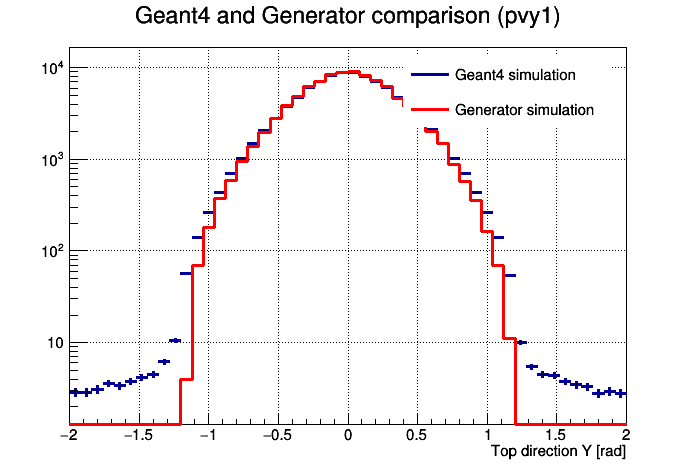 Geant4 and Generator comparison (pvy1)
Geant4 simulation
Generator simulation
10⁴
10³
10²
10
−2 −1.5 −1 −0.5 0 0.5 1 1.5 2
Top direction Y [rad]